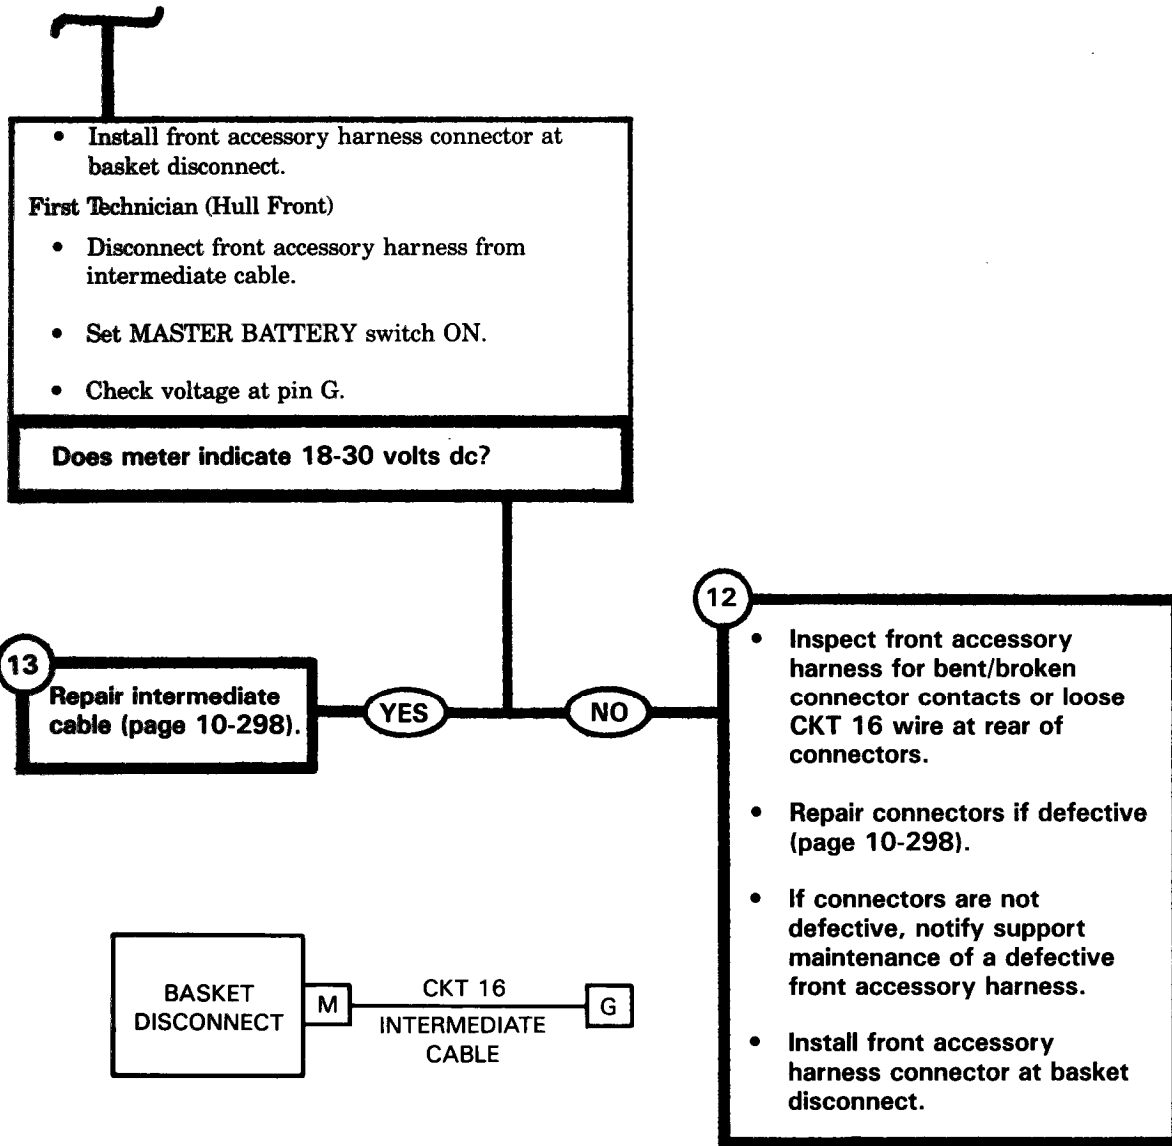 • Install front accessory harness connector at
basket disconnect.
First Technician (Hull Front)
• Disconnect front accessory harness from
intermediate cable.
• Set MASTER BATTERY switch ON.
• Check voltage at pin G.
Does meter indicate 18-30 volts dc?
13
Repair intermediate
cable (page 10-298).
YES
NO
12
• Inspect front accessory
harness for bent/broken
connector contacts or loose
CKT 16 wire at rear of
connectors.
• Repair connectors if defective
(page 10-298).
• If connectors are not
defective, notify support
maintenance of a defective
front accessory harness.
• Install front accessory
harness connector at basket
disconnect.
BASKET
DISCONNECT
M
CKT 16
INTERMEDIATE
CABLE
G